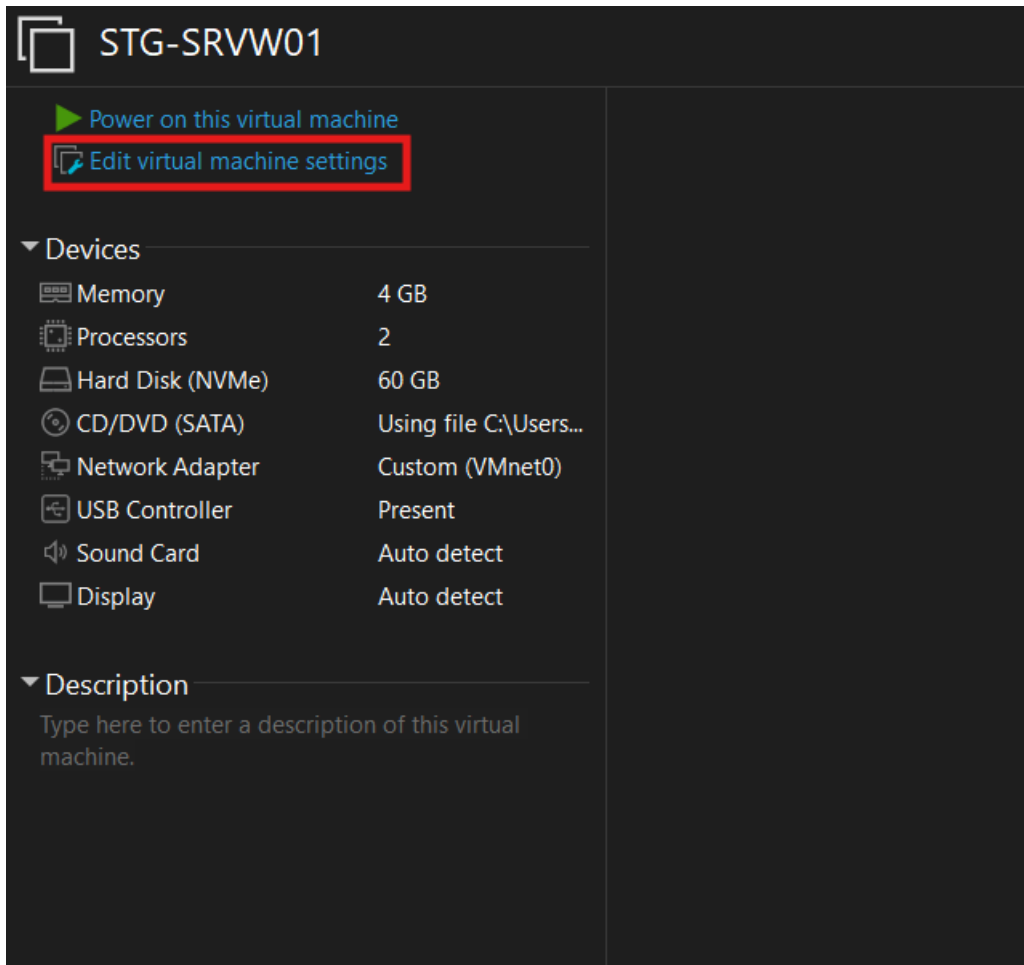 STG-SRVW01
Power on this virtual machine
Edit virtual machine settings
Devices
Memory 4 GB
Processors 2
Hard Disk (NVMe) 60 GB
CD/DVD (SATA) Using file C:\Users...
Network Adapter Custom (VMnet0)
USB Controller Present
Sound Card Auto detect
Display Auto detect
Description
Type here to enter a description of this virtual
machine.